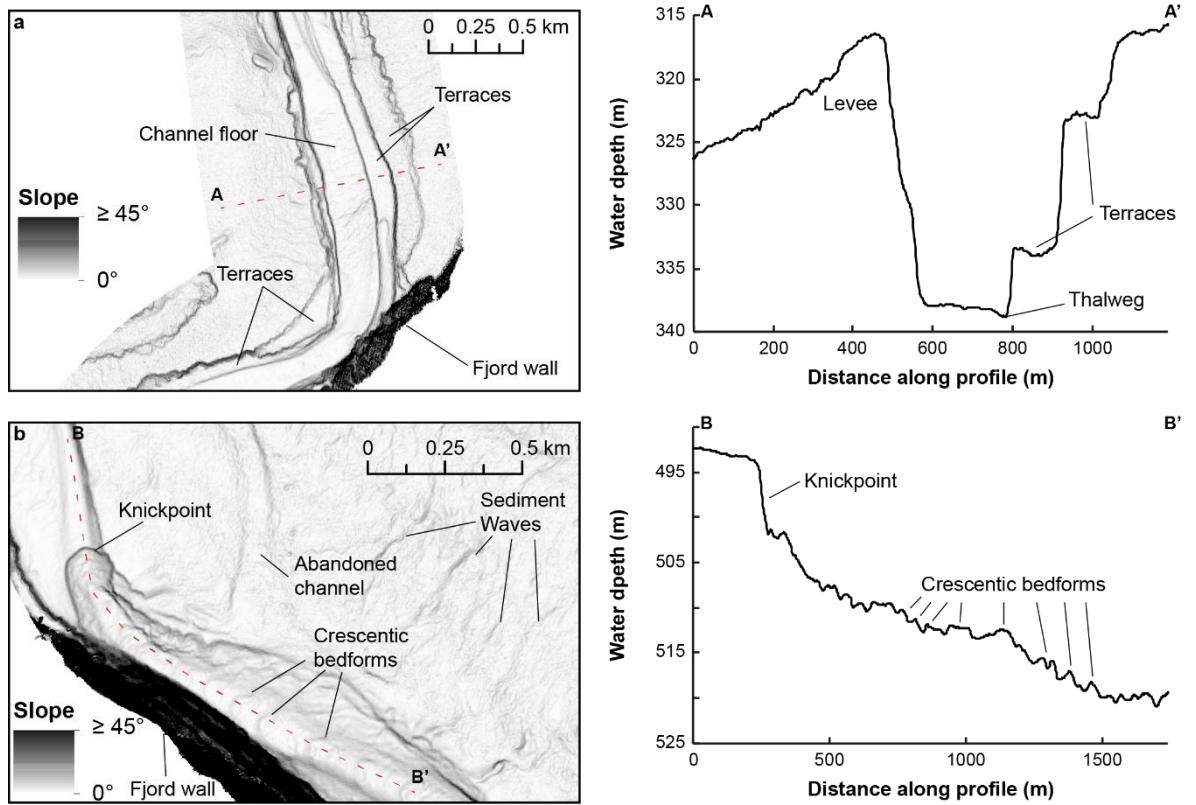 a
0 0.25 0.5 km
Terraces
Channel floor
A'
A
Slope
≥ 45°
0°
Terraces
Fjord wall
A
A'
315
320
325
330
335
340
Water dpeth (m)
Levee
Terraces
Thalweg
0 200 400 600 800 1000
Distance along profile (m)
b
B
0 0.25 0.5 km
Knickpoint
Sediment
Waves
Abandoned
channel
Crescentic
bedforms
Slope
≥ 45°
0°
Fjord wall
B'
B
B'
495
505
515
525
Water dpeth (m)
Knickpoint
Crescentic bedforms
0 500 1000 1500
Distance along profile (m)